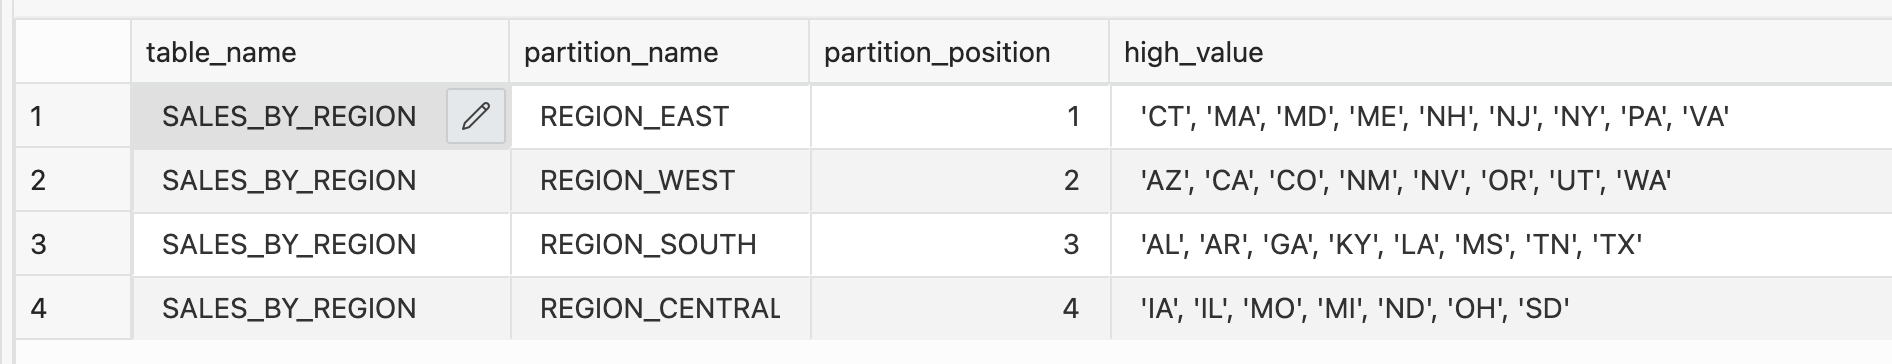 table_name partition_name partition_position high_value
1 SALES_BY_REGION REGION_EAST 1 'CT', 'MA', 'MD', 'ME', 'NH', 'NJ', 'NY', 'PA', 'VA'
2 SALES_BY_REGION REGION_WEST 2 'AZ', 'CA', 'CO', 'NM', 'NV', 'OR', 'UT', 'WA'
3 SALES_BY_REGION REGION_SOUTH 3 'AL', 'AR', 'GA', 'KY', 'LA', 'MS', 'TN', 'TX'
4 SALES_BY_REGION REGION_CENTRAL 4 'IA', 'IL', 'MO', 'MI', 'ND', 'OH', 'SD'